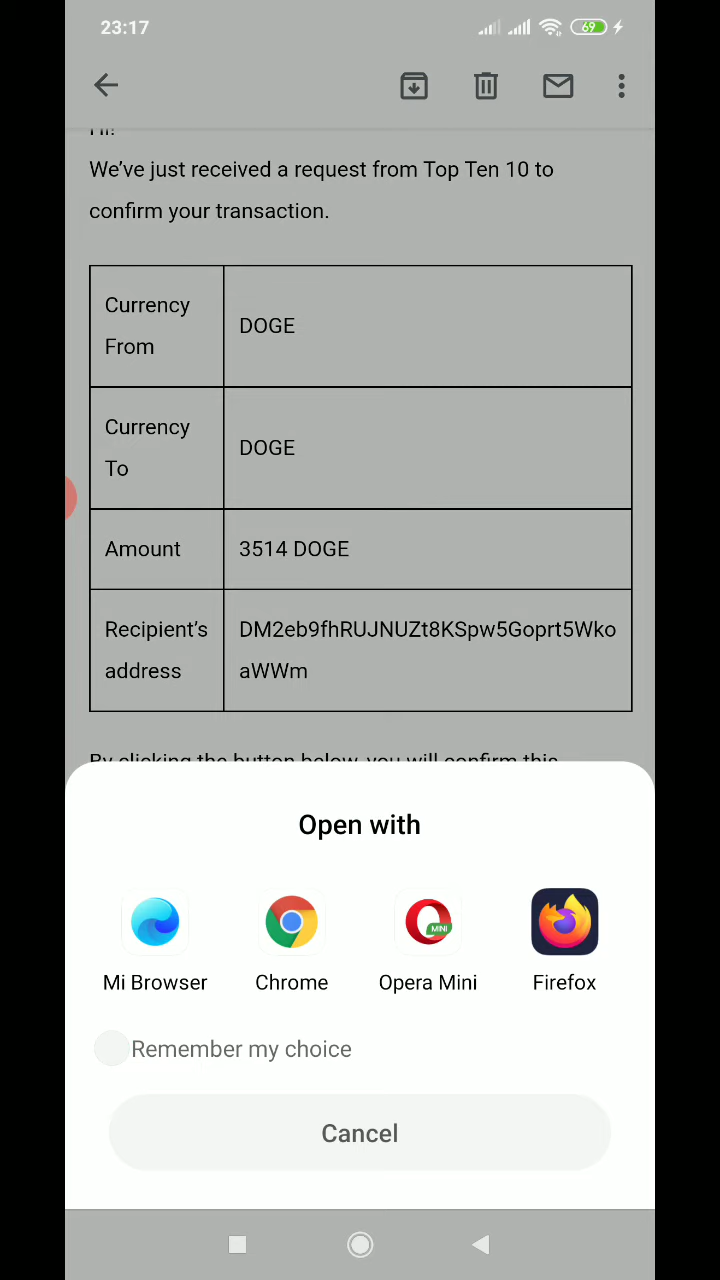 23:17
69
Hi!
We’ve just received a request from Top Ten 10 to
confirm your transaction.
Currency
From
DOGE
Currency
To
DOGE
Amount
3514 DOGE
Recipient’s
address
DM2eb9fhRUJNUZt8KSpw5Goprt5Wko
aWWm
By clicking the button below, you will confirm this
Open with
MINI
Mi Browser
Chrome
Opera Mini
Firefox
Remember my choice
Cancel